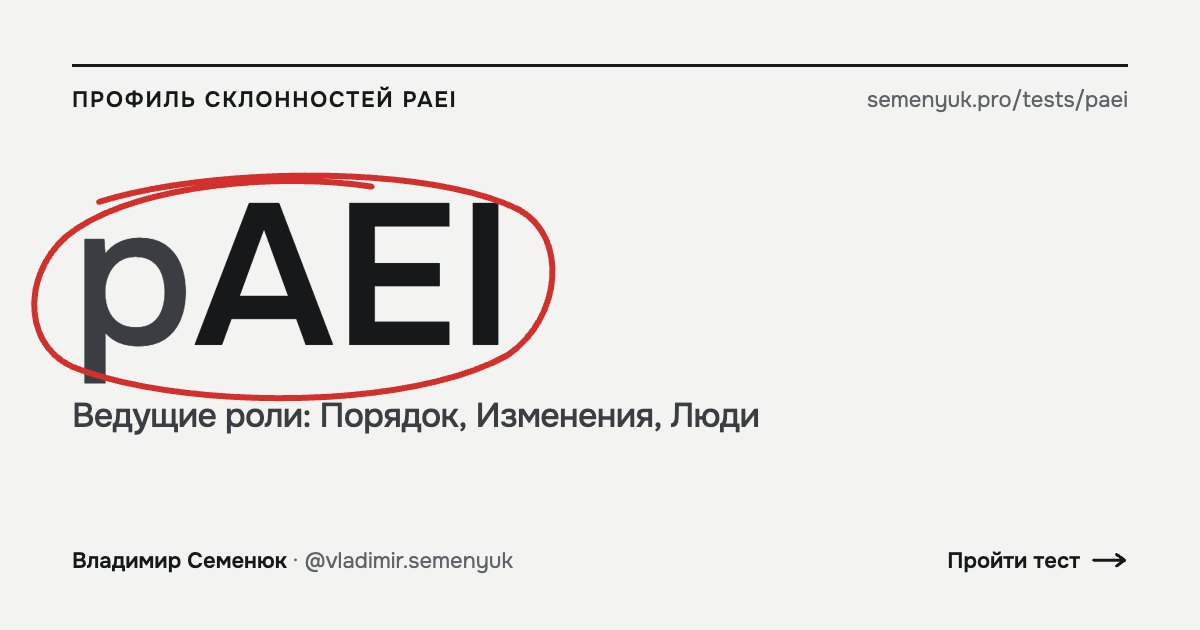 ПРОФИЛЬ СКЛОННОСТЕЙ PAEI
semenyuk.pro/tests/paei
pAEI
Ведущие роли: Порядок, Изменения, Люди
Владимир Семенюк · @vladimir.semenyuk
Пройти тест →